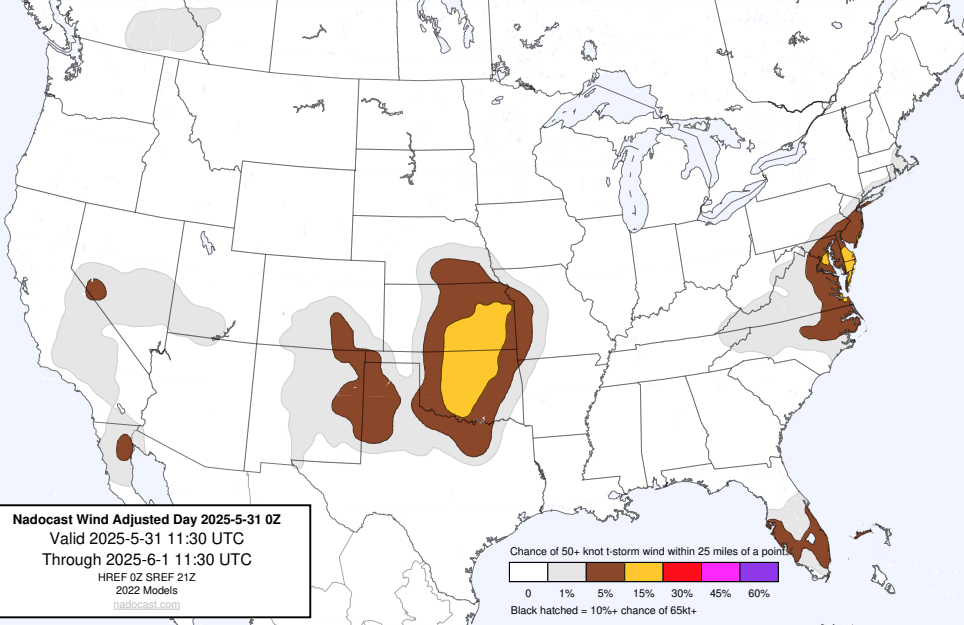 Nadocast Wind Adjusted Day 2025-5-31 0Z
Valid 2025-5-31 11:30 UTC
Through 2025-6-1 11:30 UTC
HREF 0Z SREF 21Z
2022 Models
nadocast.com
Chance of 50+ knot t-storm wind within 25 miles of a point.
0 1% 5% 15% 30% 45% 60%
Black hatched = 10%+ chance of 65kt+